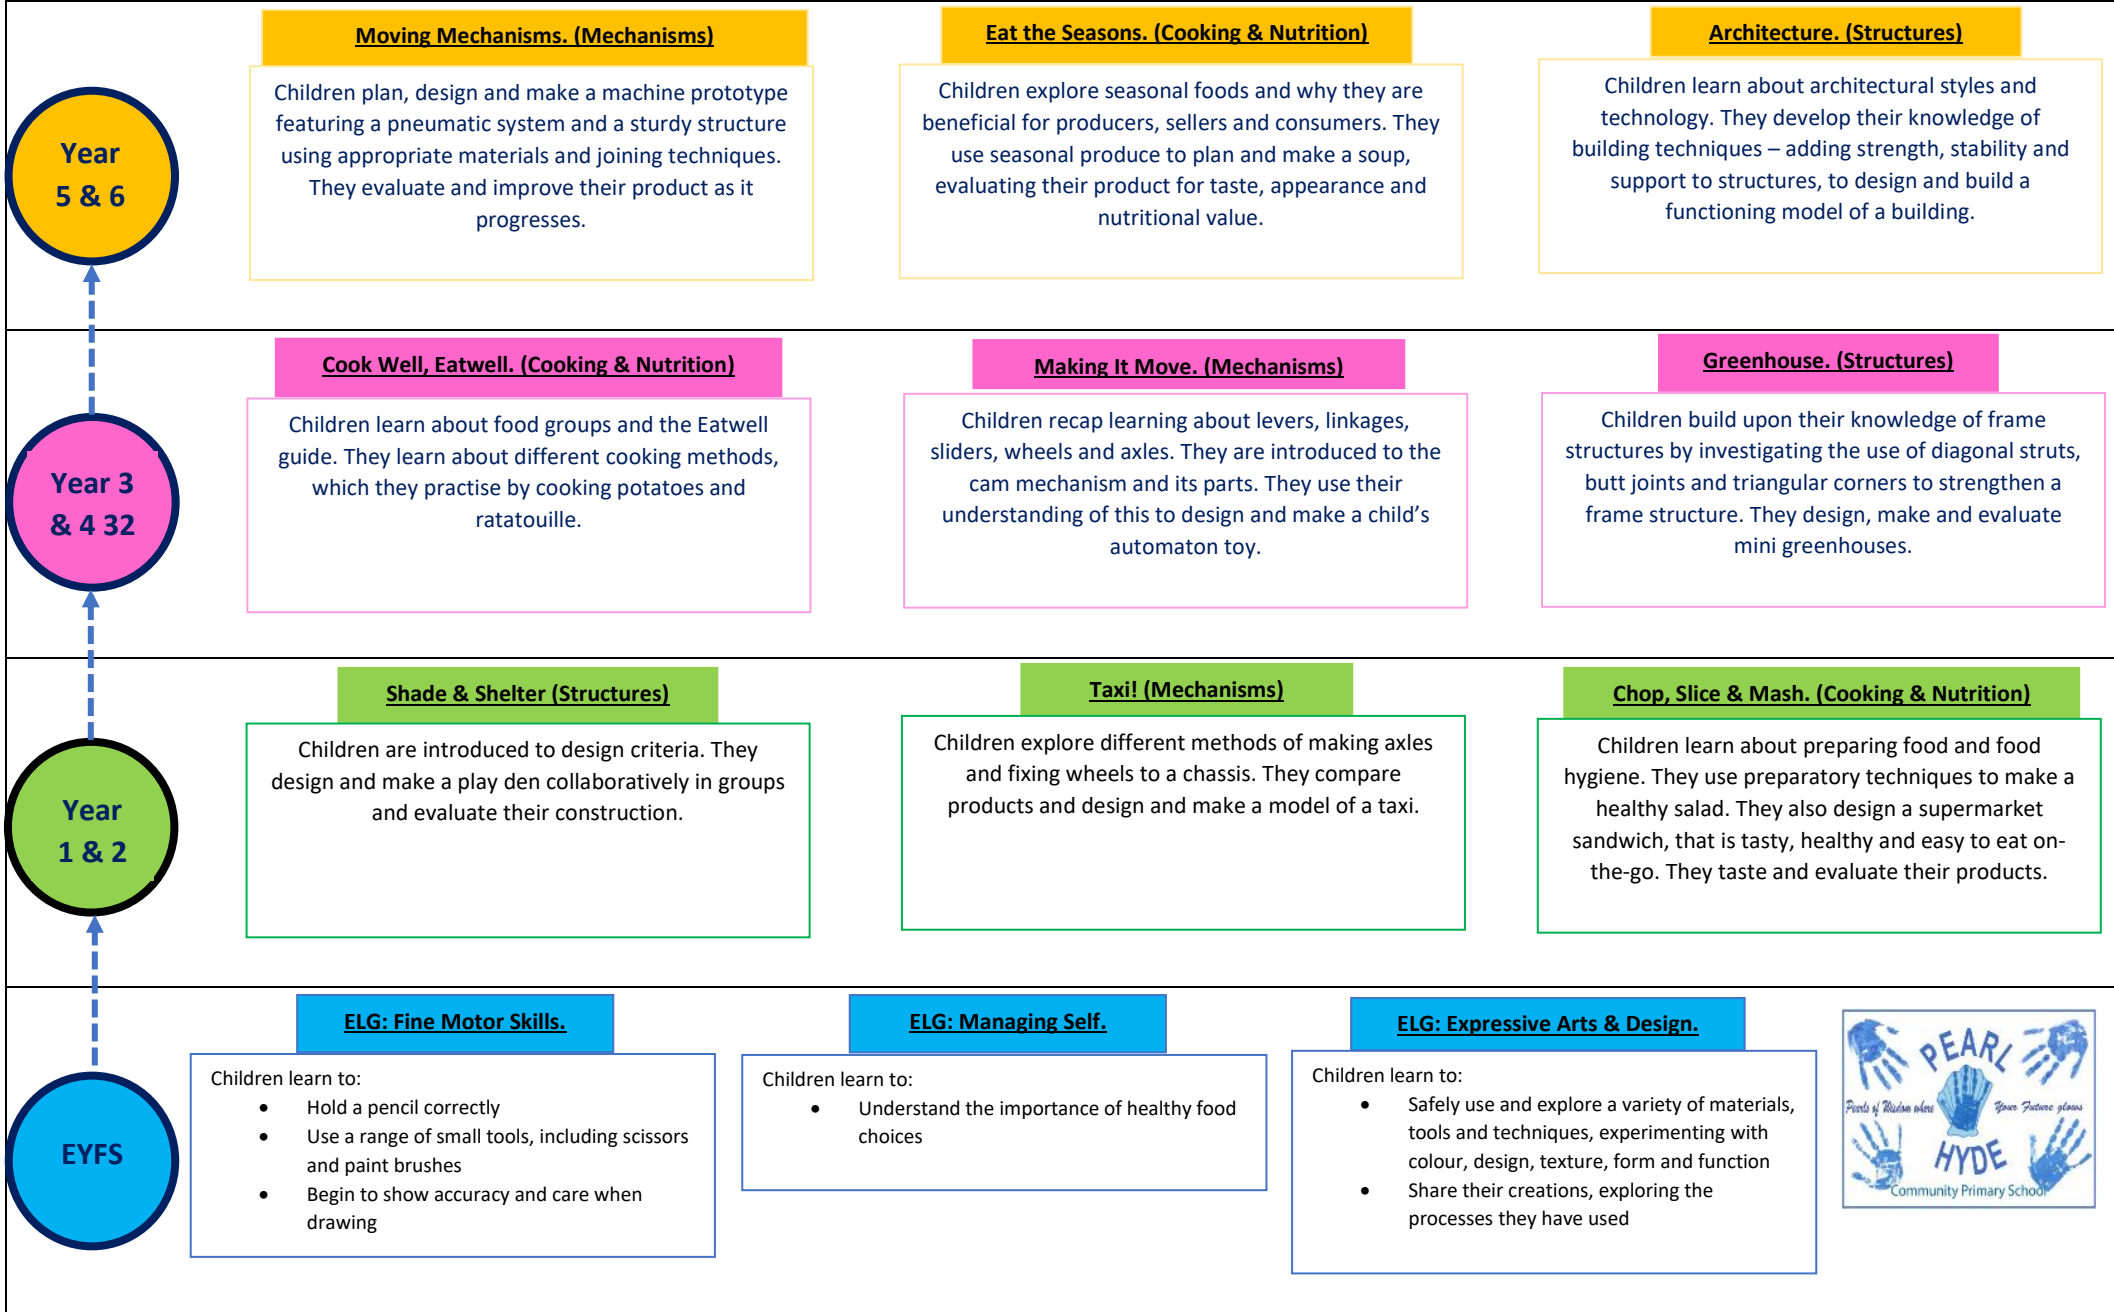 Moving Mechanisms. (Mechanisms)
Children plan, design and make a machine prototype
featuring a pneumatic system and a sturdy structure
using appropriate materials and joining techniques.
They evaluate and improve their product as it
progresses.
Eat the Seasons. (Cooking & Nutrition)
Children explore seasonal foods and why they are
beneficial for producers, sellers and consumers. They
use seasonal produce to plan and make a soup,
evaluating their product for taste, appearance and
nutritional value.
Architecture. (Structures)
Children learn about architectural styles and
technology. They develop their knowledge of
building techniques – adding strength, stability and
support to structures, to design and build a
functioning model of a building.
Year
5 & 6
Cook Well, Eatwell. (Cooking & Nutrition)
Children learn about food groups and the Eatwell
guide. They learn about different cooking methods,
which they practise by cooking potatoes and
ratatouille.
Making It Move. (Mechanisms)
Children recap learning about levers, linkages,
sliders, wheels and axles. They are introduced to the
cam mechanism and its parts. They use their
understanding of this to design and make a child’s
automaton toy.
Greenhouse. (Structures)
Children build upon their knowledge of frame
structures by investigating the use of diagonal struts,
butt joints and triangular corners to strengthen a
frame structure. They design, make and evaluate
mini greenhouses.
Year 3
& 4 32
Shade & Shelter (Structures)
Children are introduced to design criteria. They
design and make a play den collaboratively in groups
and evaluate their construction.
Taxi! (Mechanisms)
Children explore different methods of making axles
and fixing wheels to a chassis. They compare
products and design and make a model of a taxi.
Chop, Slice & Mash. (Cooking & Nutrition)
Children learn about preparing food and food
hygiene. They use preparatory techniques to make a
healthy salad. They also design a supermarket
sandwich, that is tasty, healthy and easy to eat on-
the-go. They taste and evaluate their products.
Year
1 & 2
ELG: Fine Motor Skills.
Children learn to:
• Hold a pencil correctly
• Use a range of small tools, including scissors
and paint brushes
• Begin to show accuracy and care when
drawing
ELG: Managing Self.
Children learn to:
• Understand the importance of healthy food
choices
ELG: Expressive Arts & Design.
Children learn to:
• Safely use and explore a variety of materials,
tools and techniques, experimenting with
colour, design, texture, form and function
• Share their creations, exploring the
processes they have used
EYFS
PEARL
Pearls of Wisdom where Your Future glows
HYDE
Community Primary School